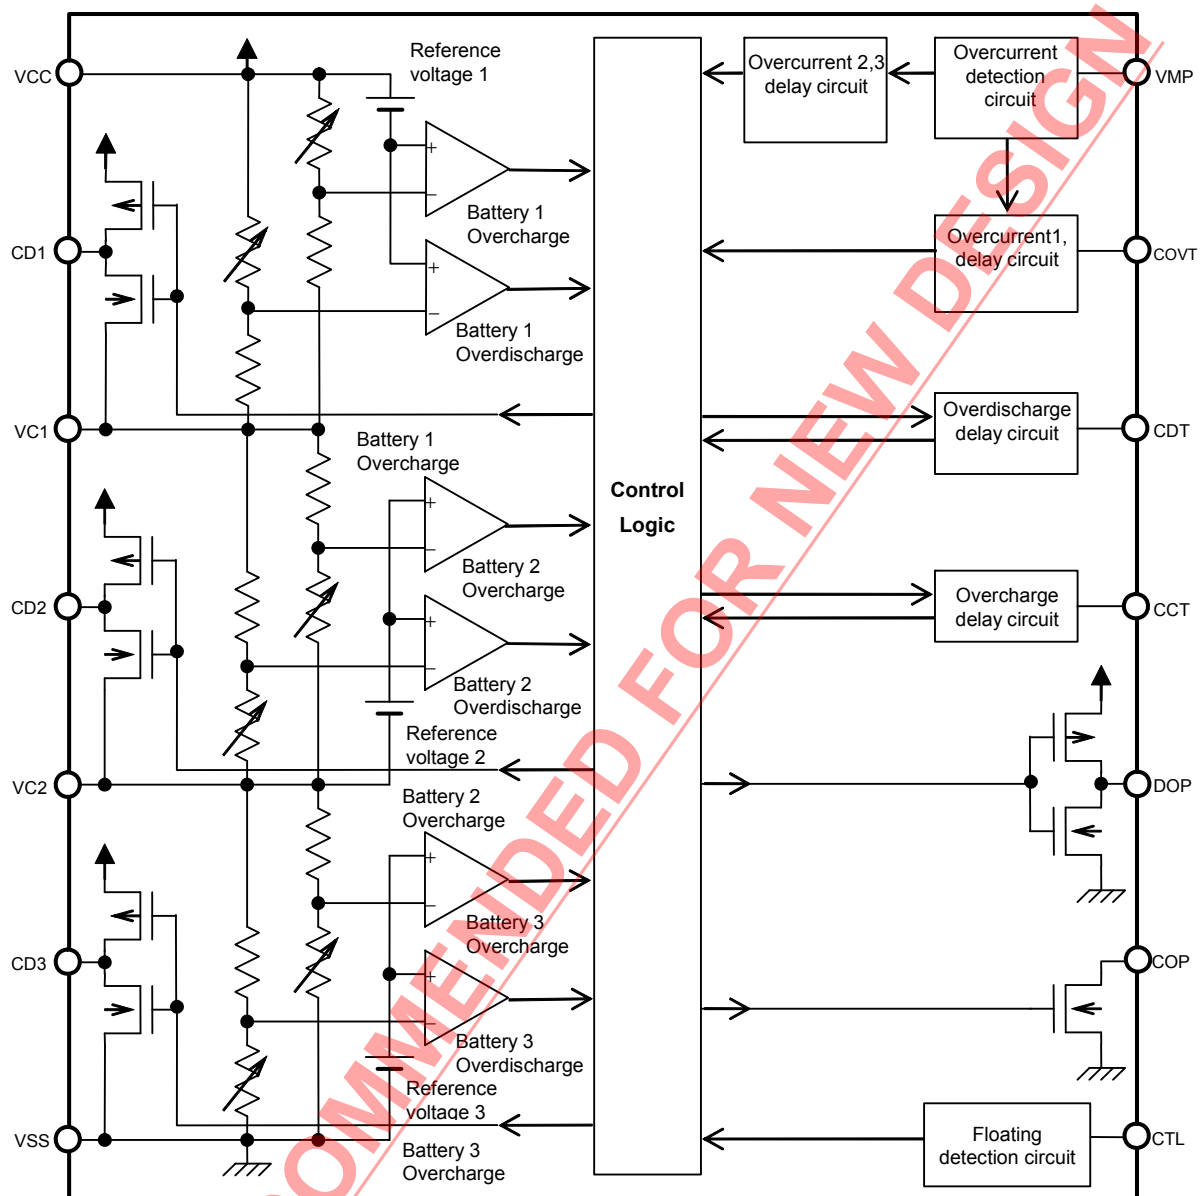 Reference
voltage 1
VCC
Overcurrent 2,3
delay circuit
Overcurrent
detection
circuit
VMP
+
−
Battery 1
Overcharge
CD1
+
−
Battery 1
Overdischarge
Overcurrent1,
delay circuit
COVT
VC1
Battery 1
Overcharge
Overdischarge
delay circuit
CDT
Control
Logic
+
−
Battery 2
Overcharge
CD2
+
−
Battery 2
Overdischarge
Overcharge
delay circuit
CCT
Reference
voltage 2
VC2
Battery 2
Overcharge
DOP
+
−
Battery 3
Overcharge
CD3
+
−
Battery 3
Overdischarge
COP
Reference
voltage 3
VSS
Battery 3
Overcharge
Floating
detection circuit
CTL
OMMENDED FOR NEW DESIGN